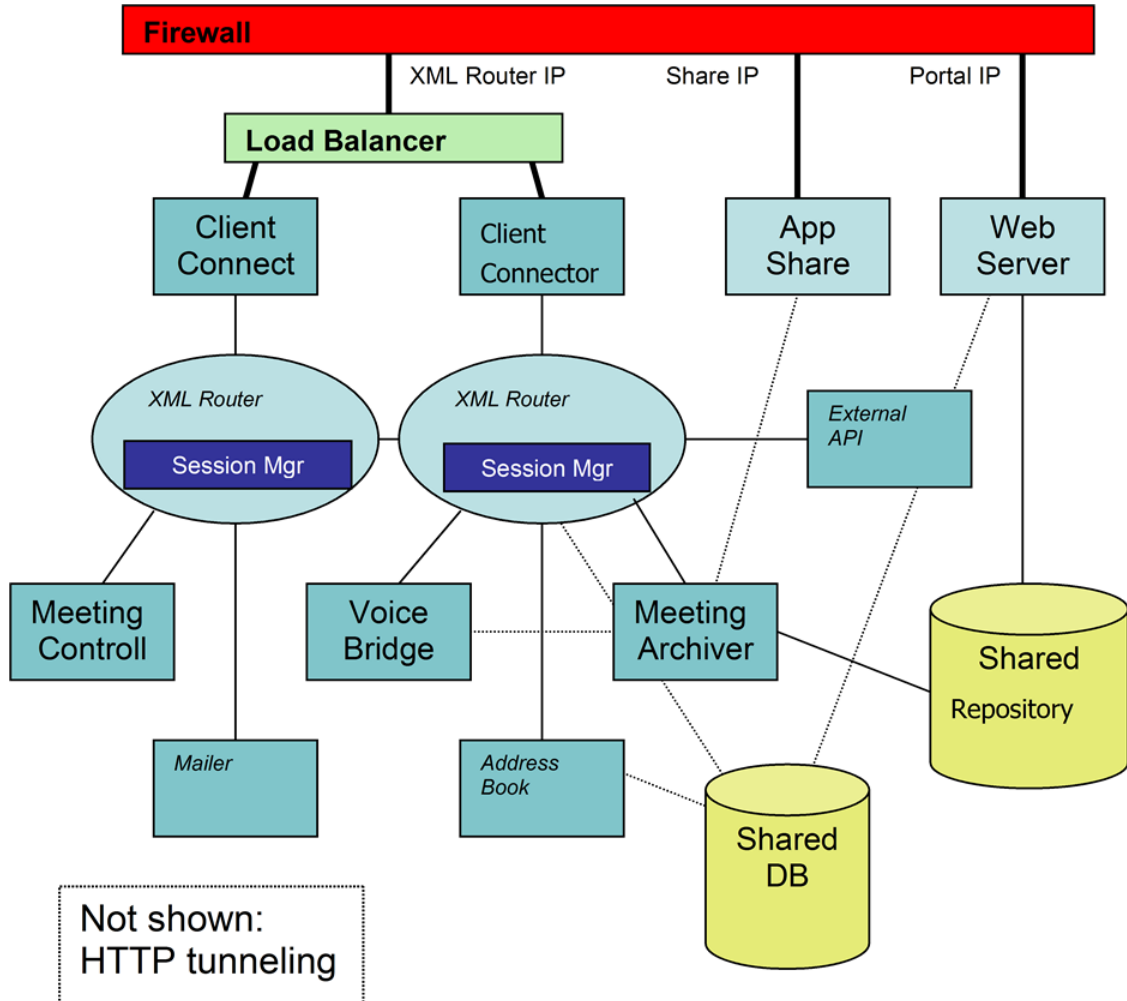 Firewall
XML Router IP
Share IP
Portal IP
Load Balancer
Client
Connect
Client
Connector
App
Share
Web
Server
XML Router
Session Mgr
XML Router
Session Mgr
External
API
Meeting
Controll
Voice
Bridge
Meeting
Archiver
Shared
Repository
Mailer
Address
Book
Shared
DB
Not shown:
HTTP tunneling